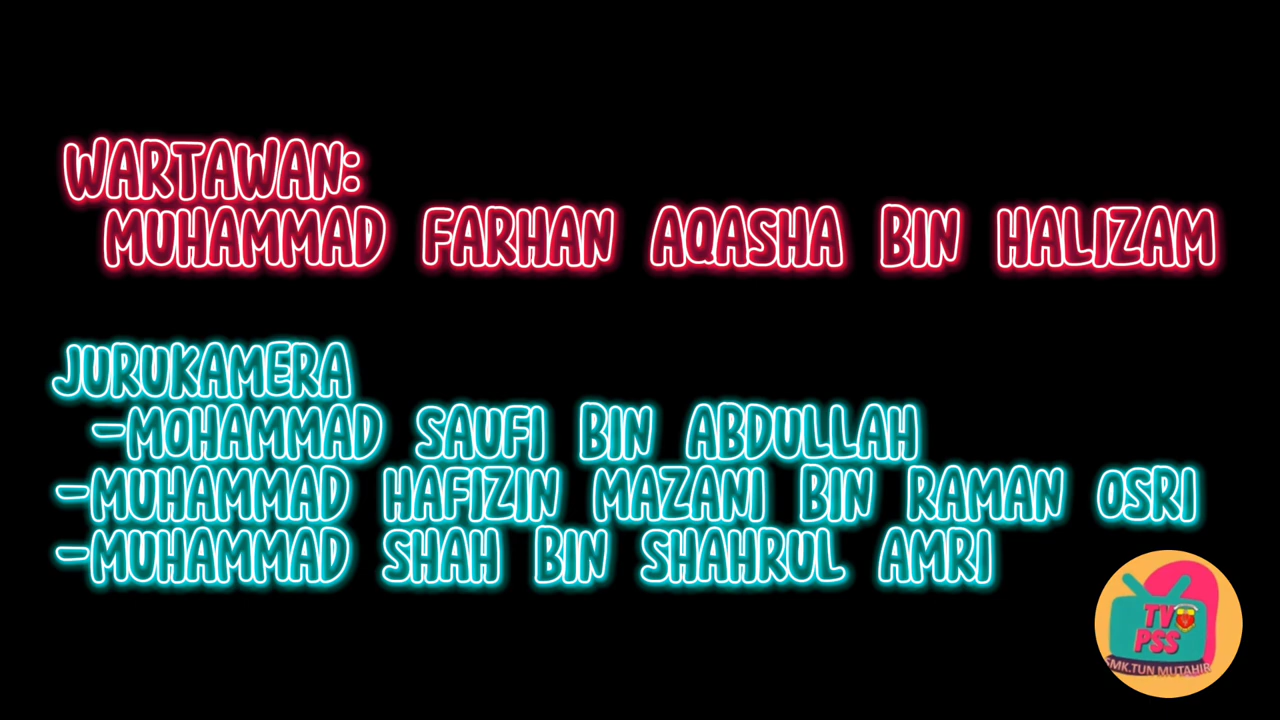 WARTAWAN:
MUHAMMAD FARHAN AQASHA BIN HALIZAM
JURUKAMERA
-MOHAMMAD SAUFI BIN ABDULLAH
-MUHAMMAD HAFIZIN MAZANI BIN RAMAN OSRI
-MUHAMMAD SHAH BIN SHAHRUL AMRI
TV
PSS
SMK.TUN MUTAHIR